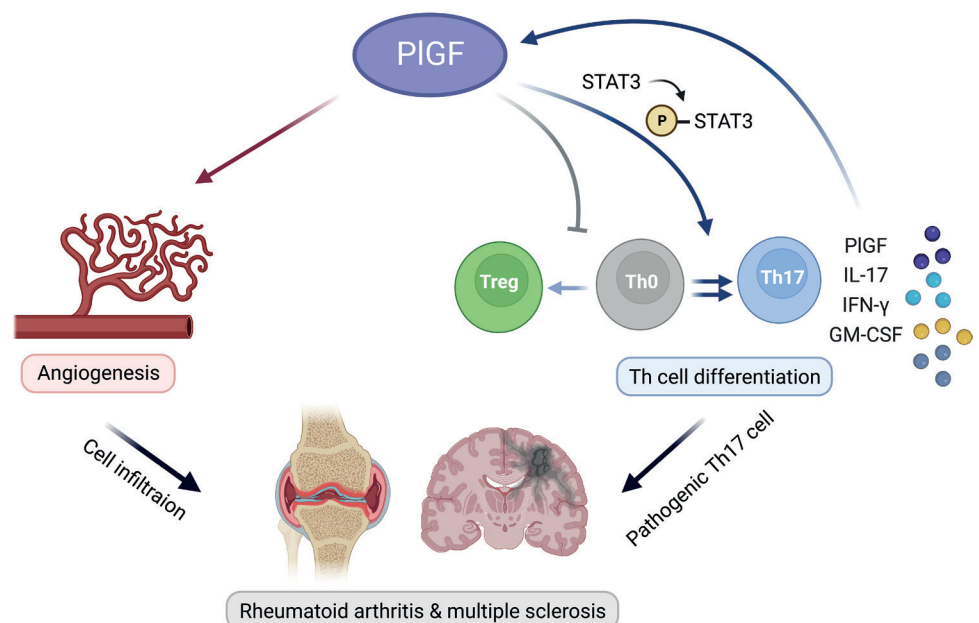 PlGF
STAT3
P
STAT3
Treg
Th0
Th17
PlGF
IL-17
IFN-γ
GM-CSF
Angiogenesis
Th cell differentiation
Cell infiltraion
Pathogenic Th17 cell
Rheumatoid arthritis & multiple sclerosis